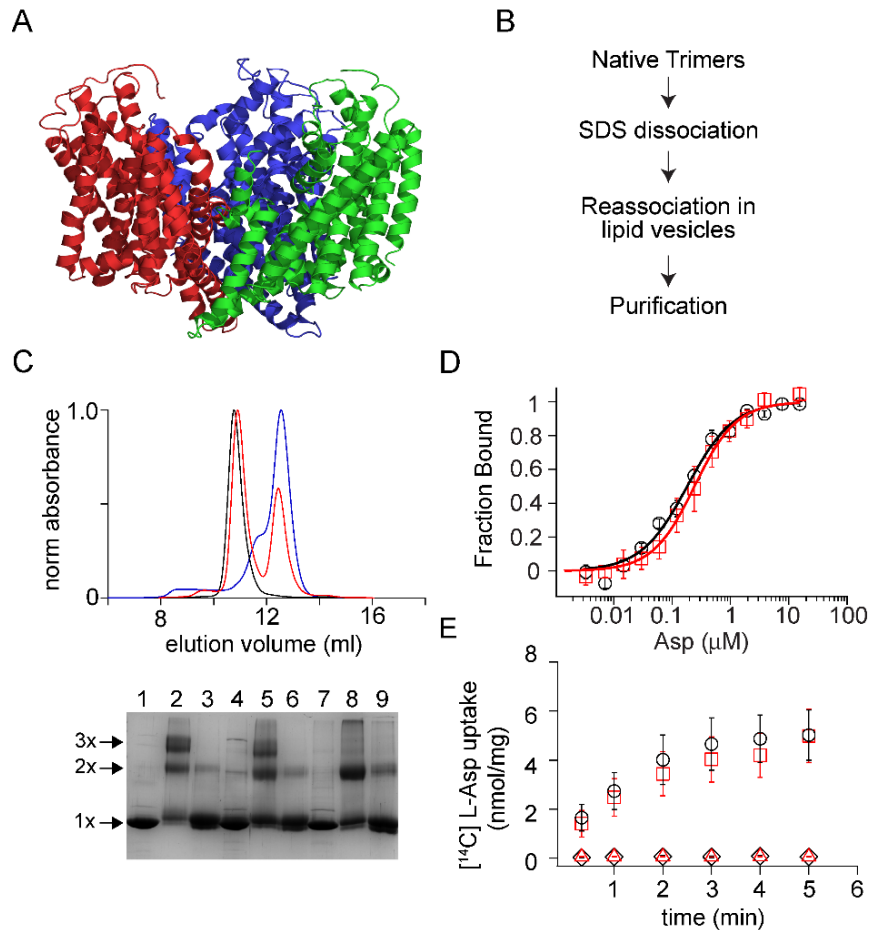 A
B
Native Trimers
SDS dissociation
Reassociation in
lipid vesicles
Purification
C
norm absorbance
1.0
0
8
12
16
elution volume (ml)
1 2 3 4 5 6 7 8 9
3x
2x
1x
D
Fraction Bound
1
0.8
0.6
0.4
0.2
0
0.01 0.1 1 10 100
Asp (μM)
E
[¹⁴C] L-Asp uptake
(nmol/mg)
8
6
4
2
0
1 2 3 4 5 6
time (min)